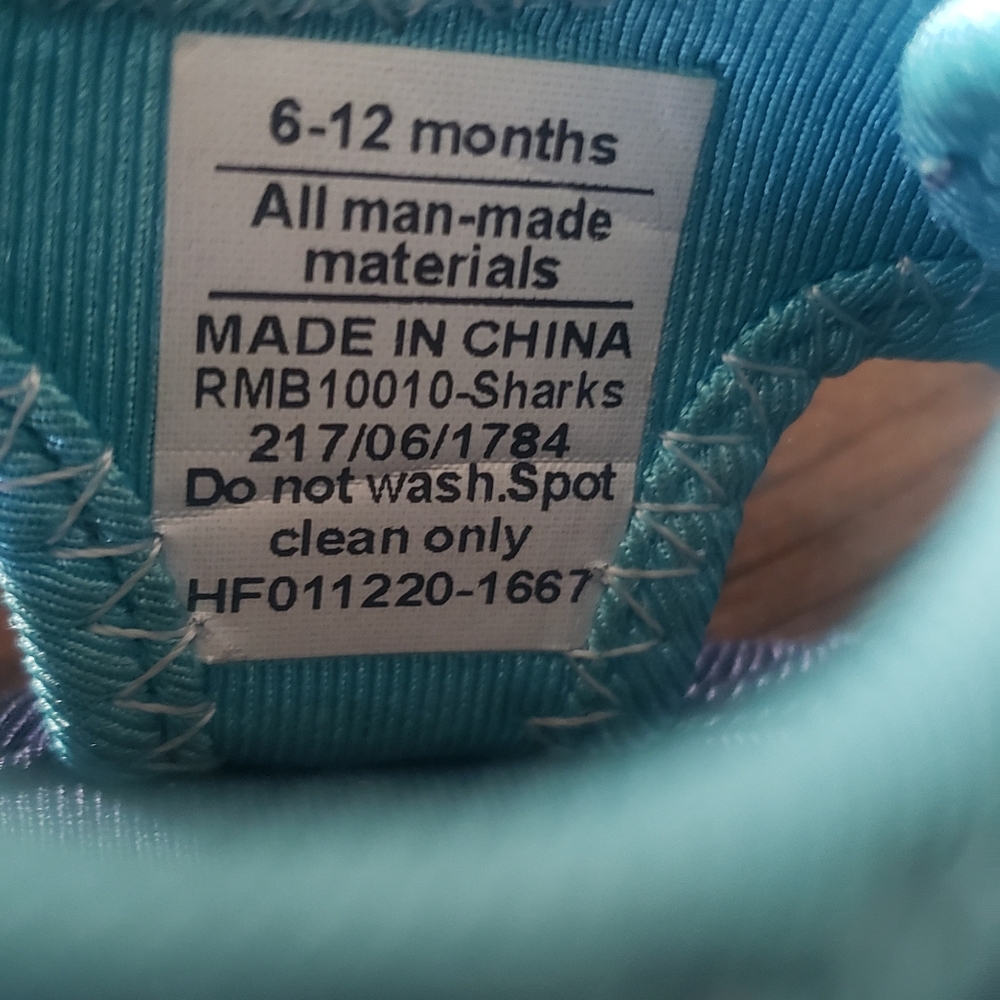 6-12 months
All man-made
materials
MADE IN CHINA
RMB10010-Sharks
217/06/1784
Do not wash.Spot
clean only
HF011220-1667